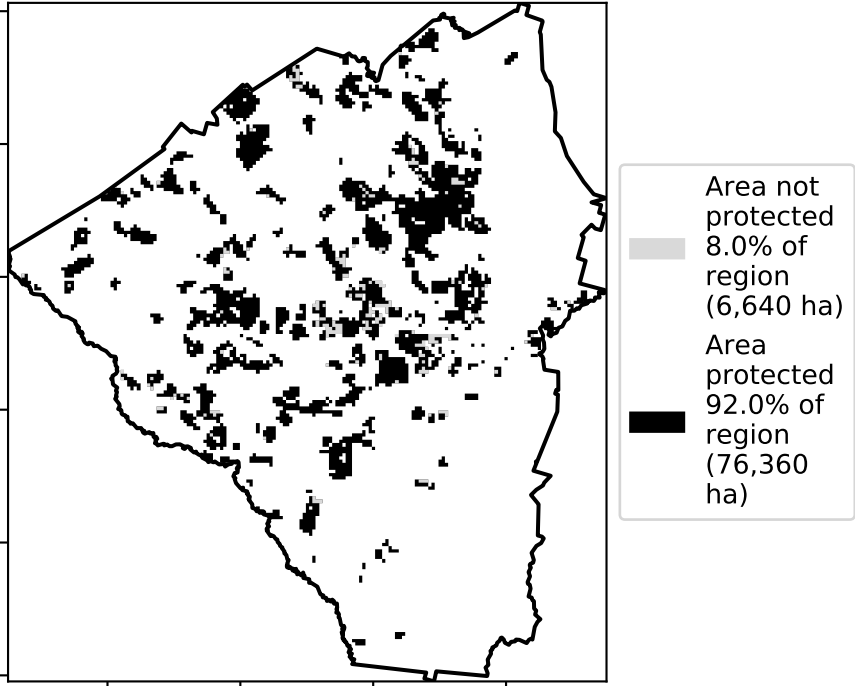 Area not
protected
8.0% of
region
(6,640 ha)
Area
protected
92.0% of
region
(76,360
ha)